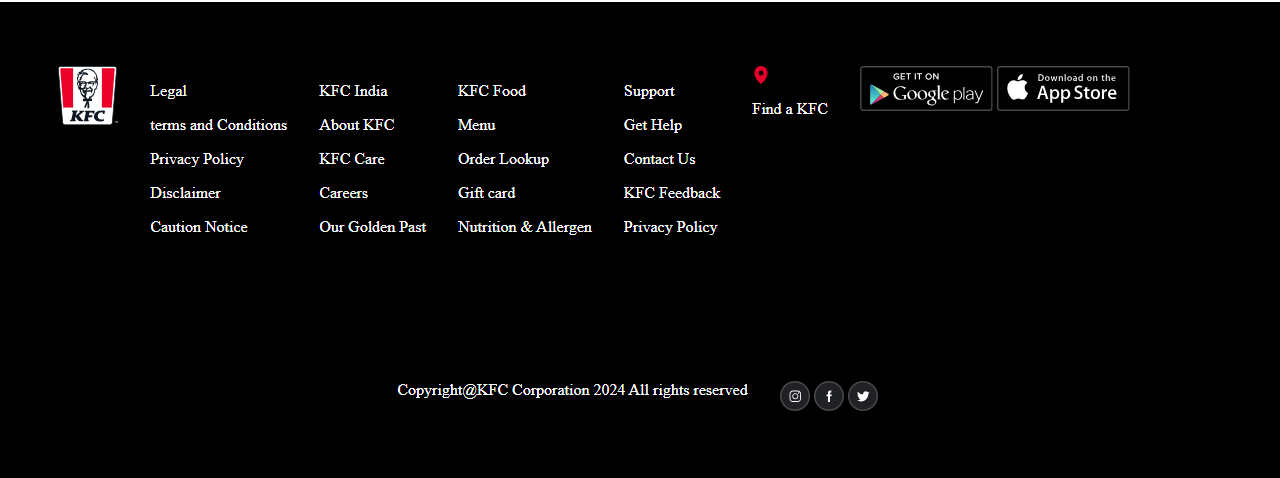 KFC
Legal
terms and Conditions
Privacy Policy
Disclaimer
Caution Notice
KFC India
About KFC
KFC Care
Careers
Our Golden Past
KFC Food
Menu
Order Lookup
Gift card
Nutrition & Allergen
Support
Get Help
Contact Us
KFC Feedback
Privacy Policy
Find a KFC
GET IT ON
Google play
Download on the
App Store
Copyright@KFC Corporation 2024 All rights reserved